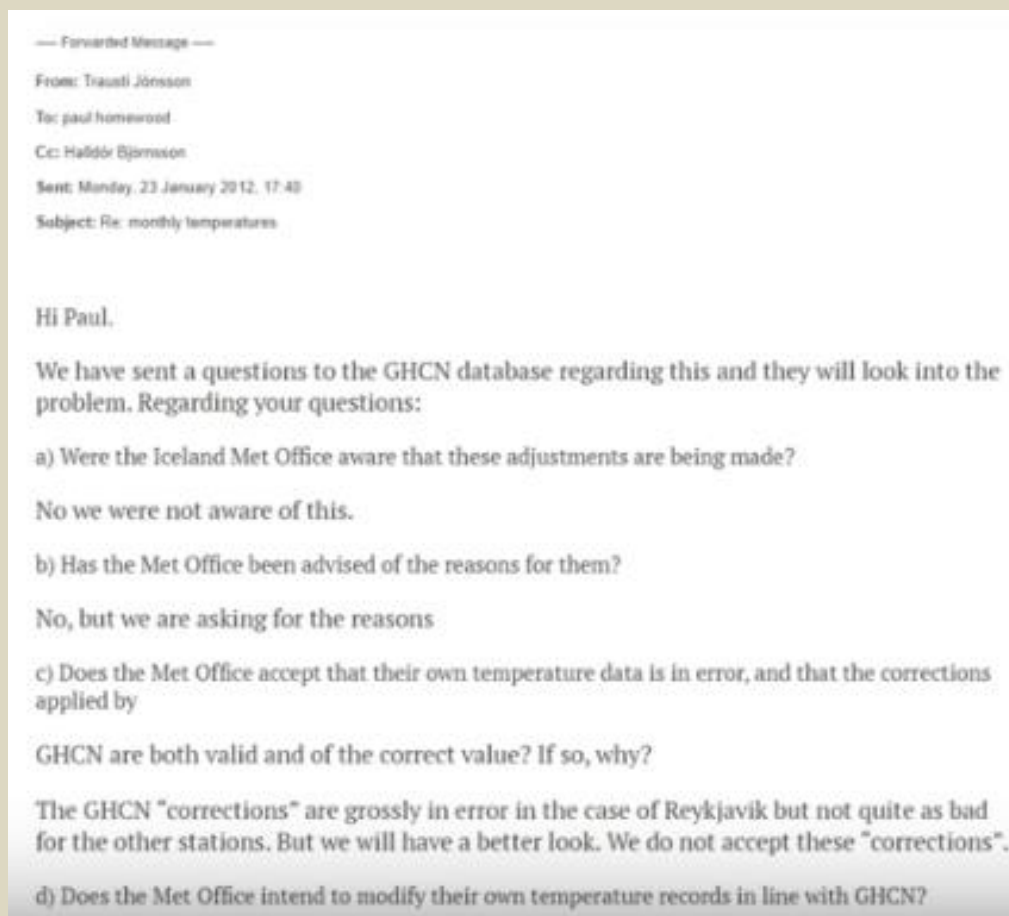 ---- Forwarded Message ----
From: Trausti Jónsson
To: paul homewood
Cc: Halldór Björnsson
Sent: Monday, 23 January 2012, 17:40
Subject: Re: monthly temperatures
Hi Paul.
We have sent a questions to the GHCN database regarding this and they will look into the
problem. Regarding your questions:
a) Were the Iceland Met Office aware that these adjustments are being made?
No we were not aware of this.
b) Has the Met Office been advised of the reasons for them?
No, but we are asking for the reasons
c) Does the Met Office accept that their own temperature data is in error, and that the corrections
applied by
GHCN are both valid and of the correct value? If so, why?
The GHCN "corrections" are grossly in error in the case of Reykjavik but not quite as bad
for the other stations. But we will have a better look. We do not accept these "corrections".
d) Does the Met Office intend to modify their own temperature records in line with GHCN?